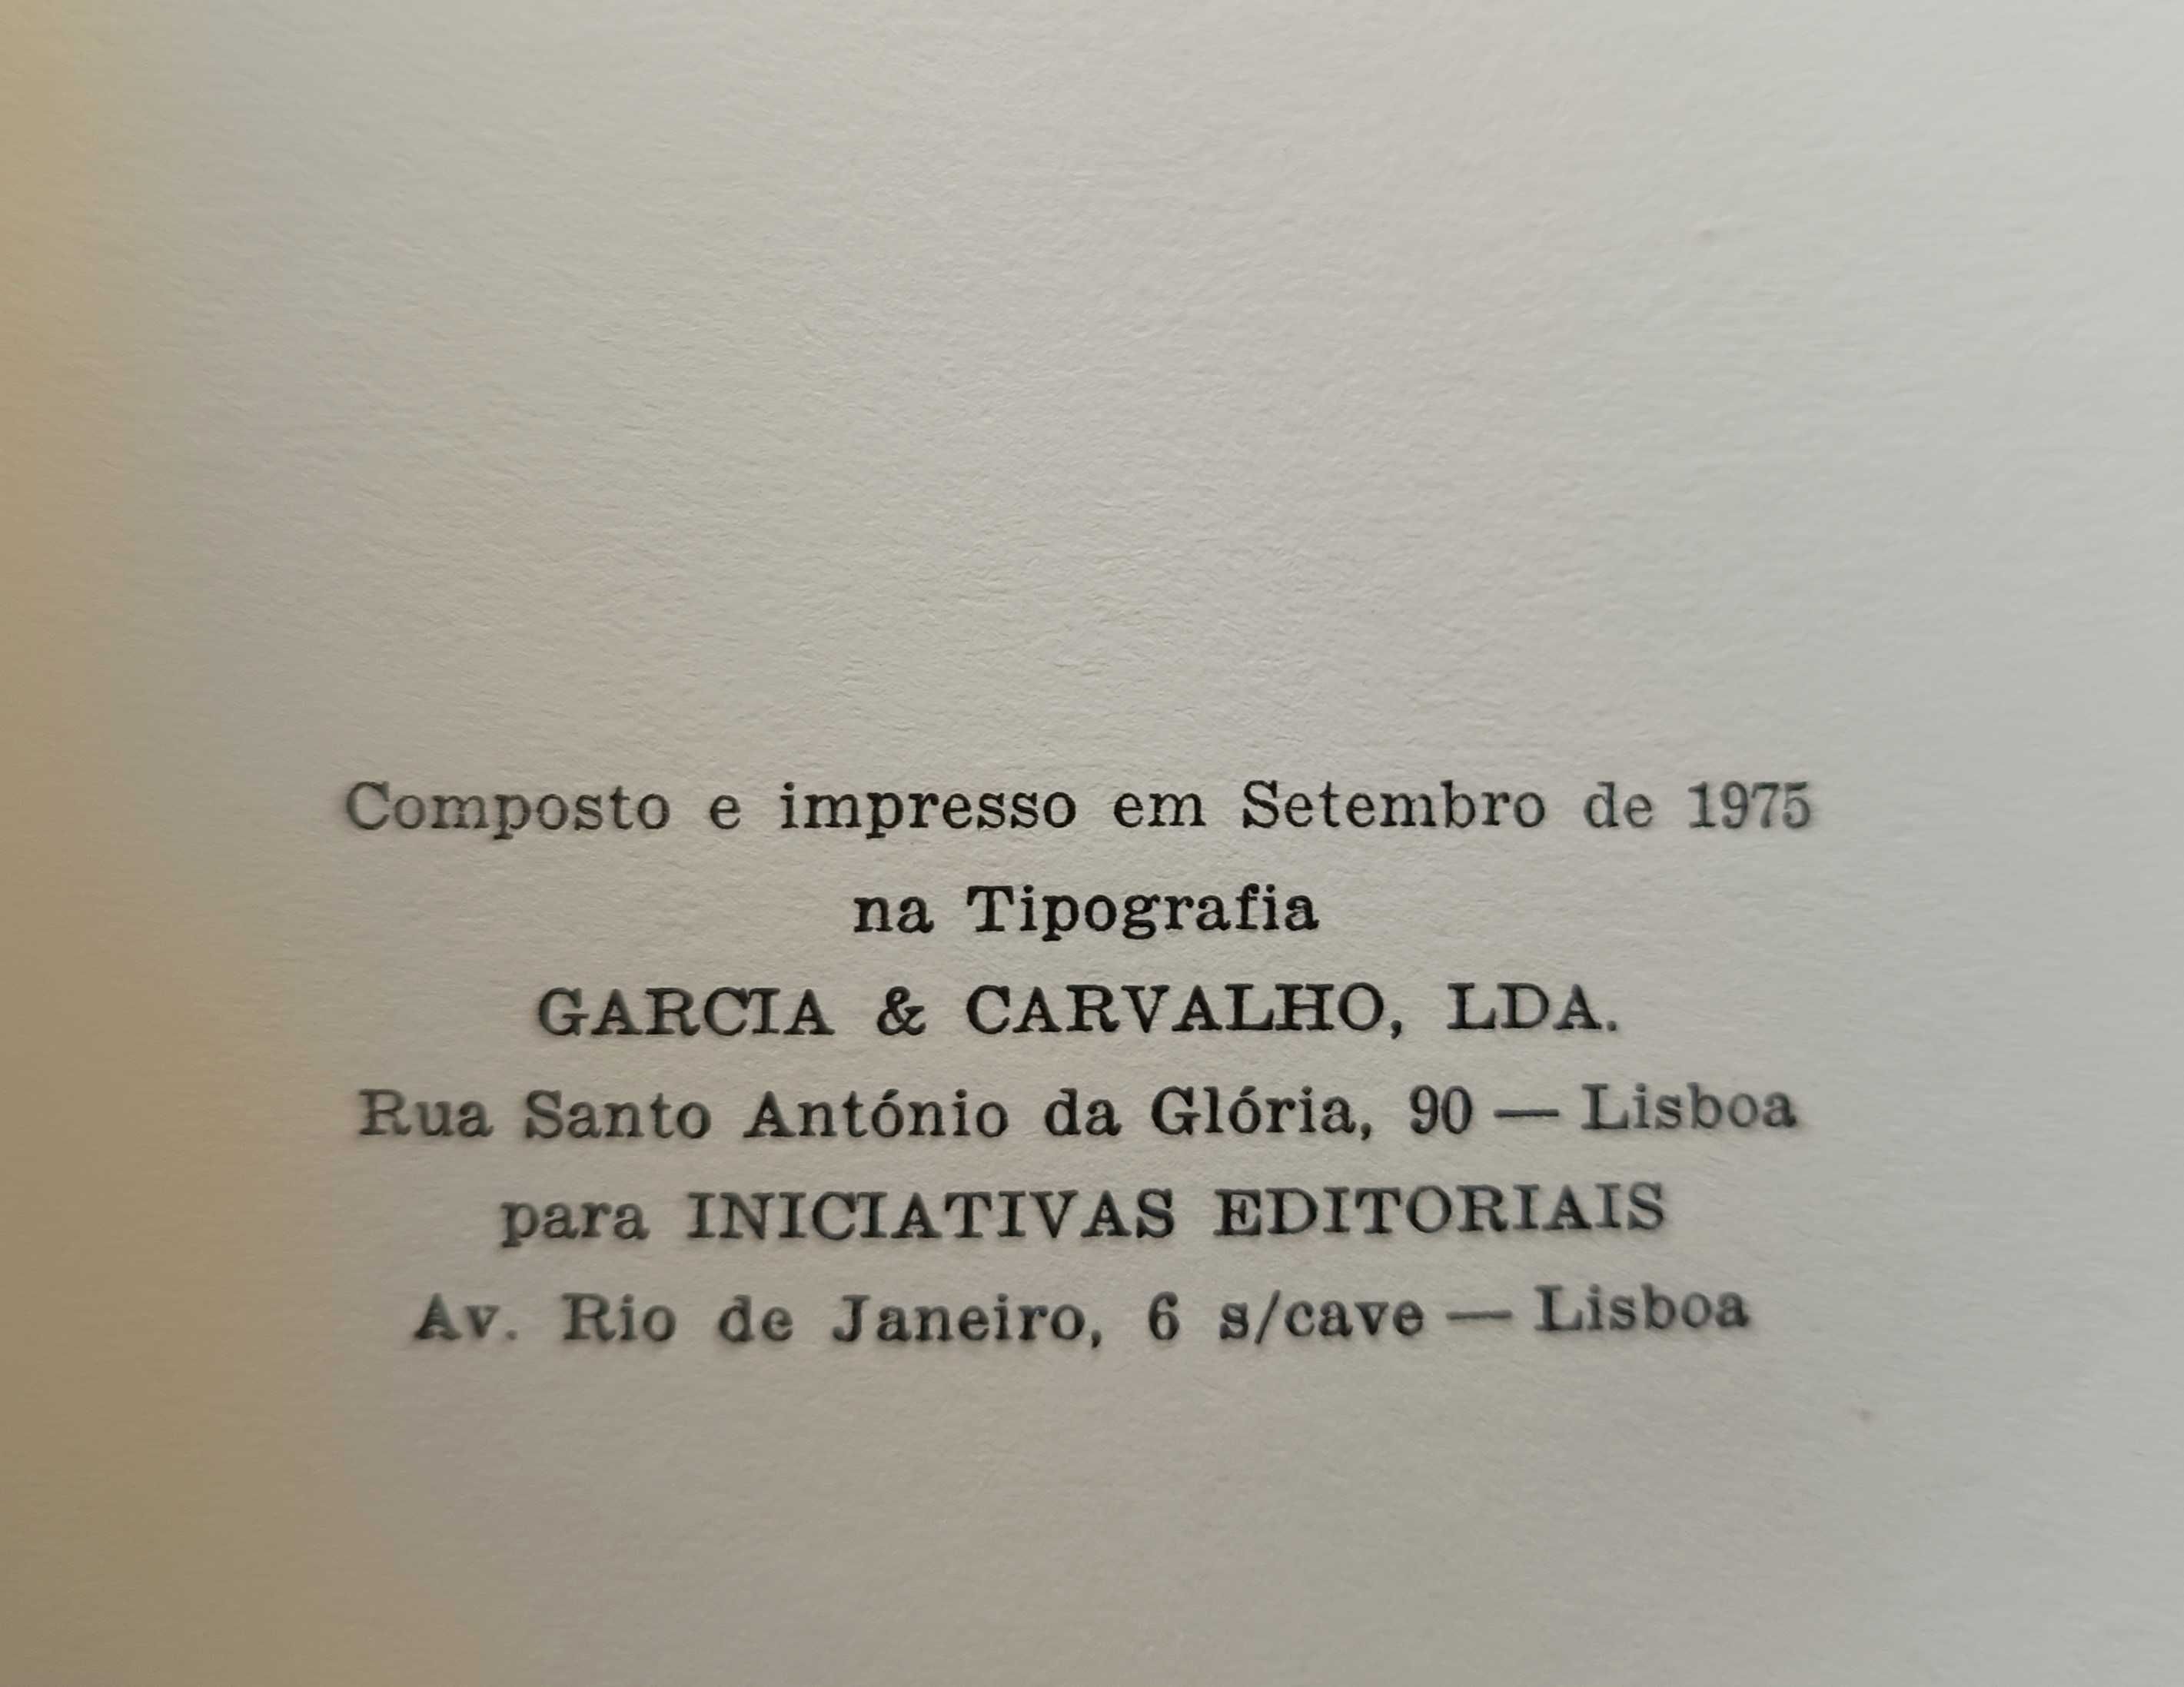 Composto e impresso em Setembro de 1975
na Tipografia
GARCIA & CARVALHO, LDA.
Rua Santo António da Glória, 90 — Lisboa
para INICIATIVAS EDITORIAIS
Av. Rio de Janeiro, 6 s/cave — Lisboa